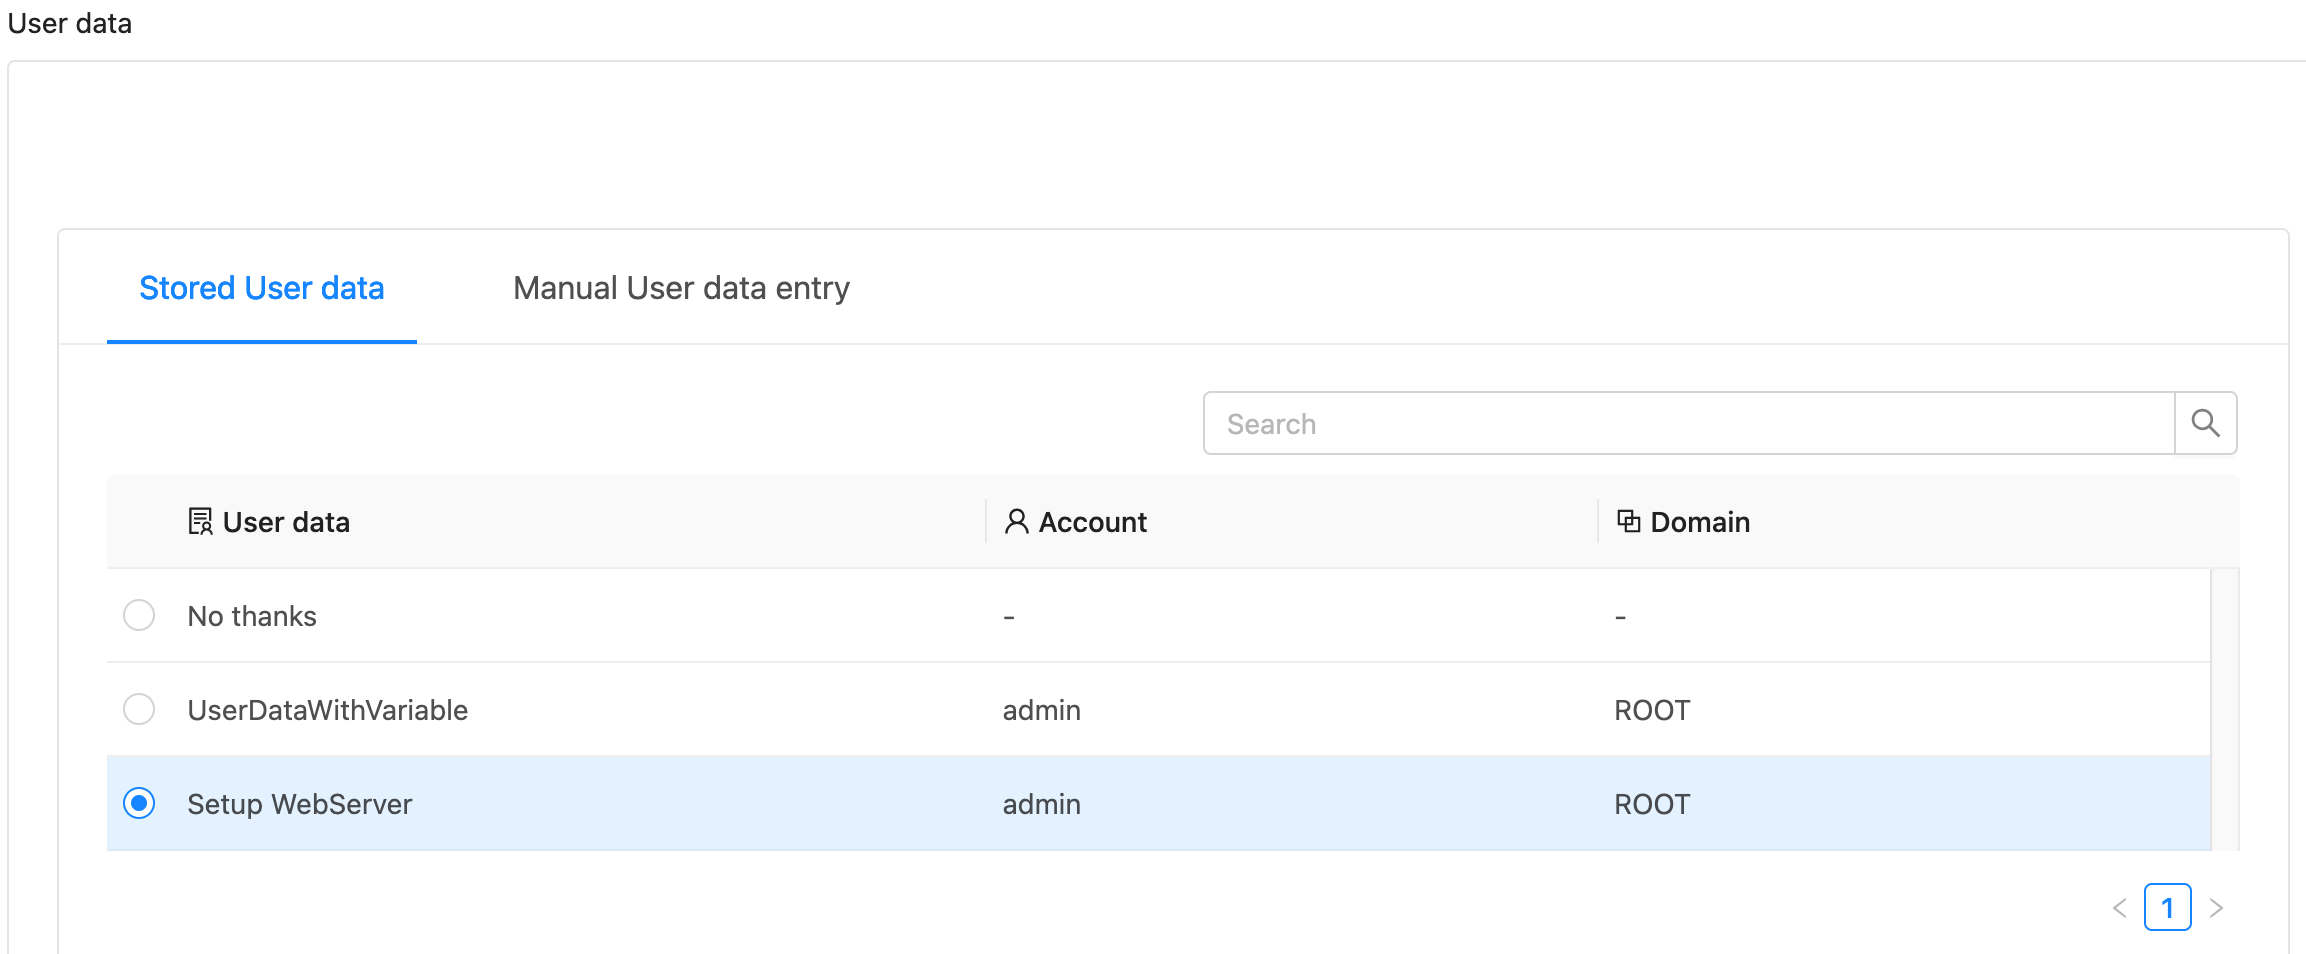 User data
Stored User data Manual User data entry
Search
User data Account Domain
No thanks - -
UserDataWithVariable admin ROOT
Setup WebServer admin ROOT
< 1 >